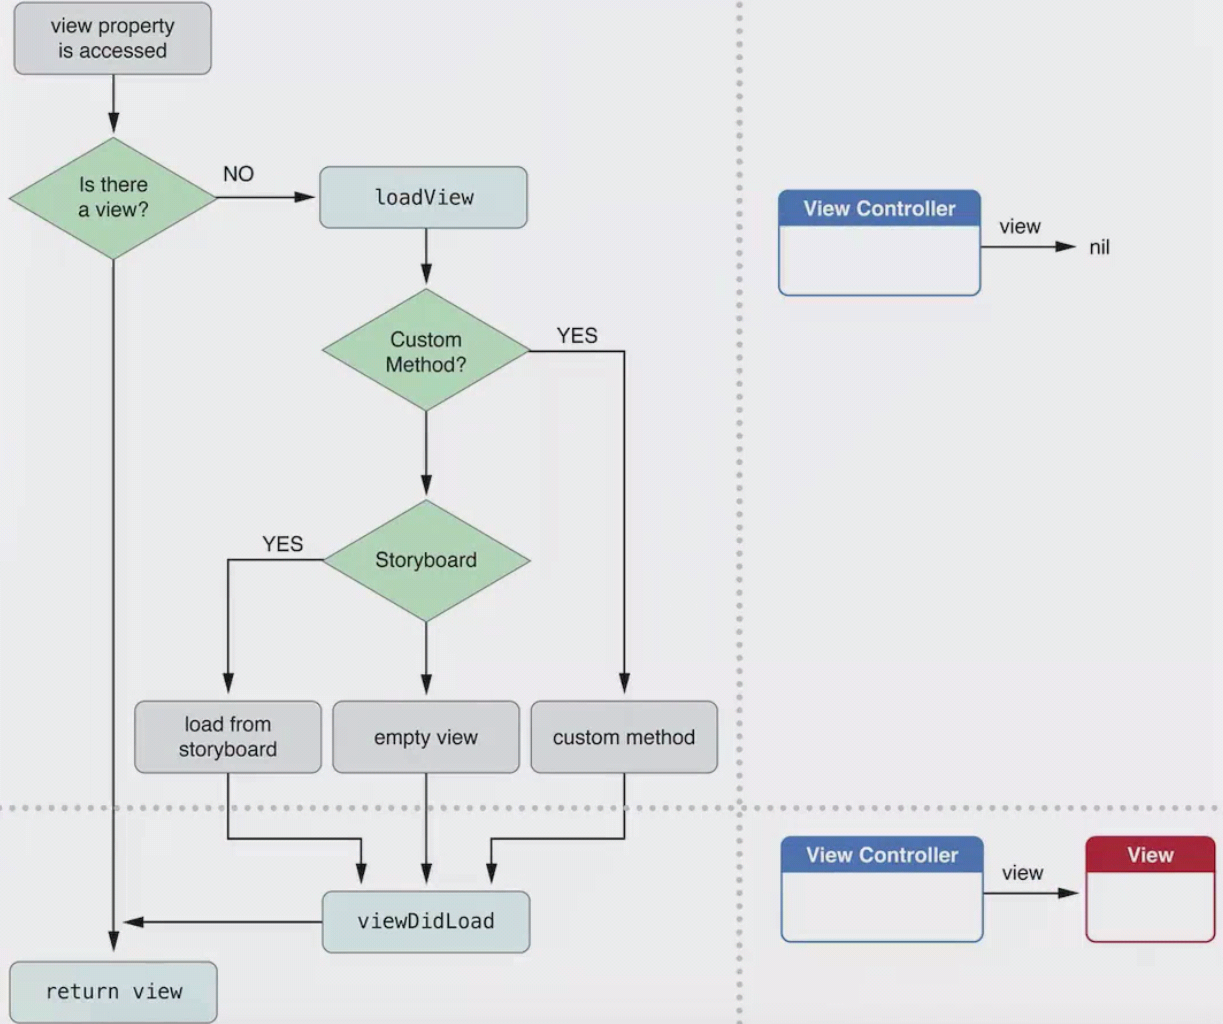 view property
is accessed
Is there
a view?
NO
loadView
Custom
Method?
YES
Storyboard
YES
load from
storyboard
empty view
custom method
viewDidLoad
return view
View Controller
view
nil
View Controller
view
View